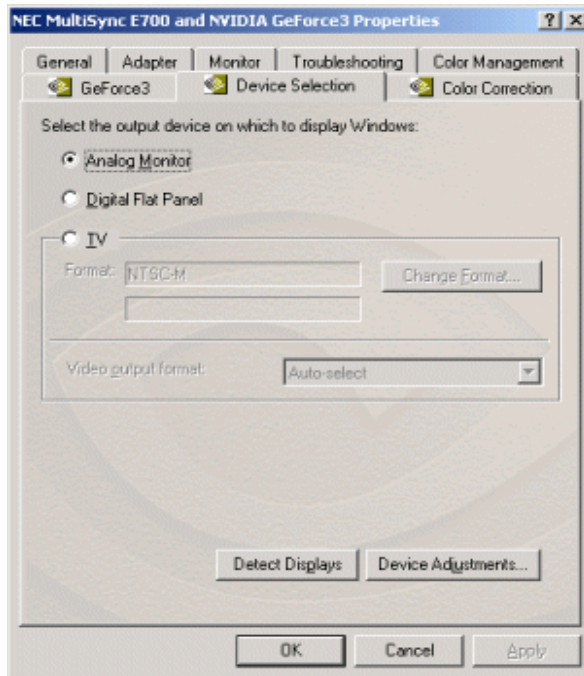 NEC MultiSync E700 and NVIDIA GeForce3 Properties
General Adapter Monitor Troubleshooting Color Management
GeForce3 Device Selection Color Correction
Select the output device on which to display Windows:
Analog Monitor
Digital Flat Panel
TV
Format: NTSC-M Change Format...
Video output format: Auto-select
Detect Displays Device Adjustments...
OK Cancel Apply